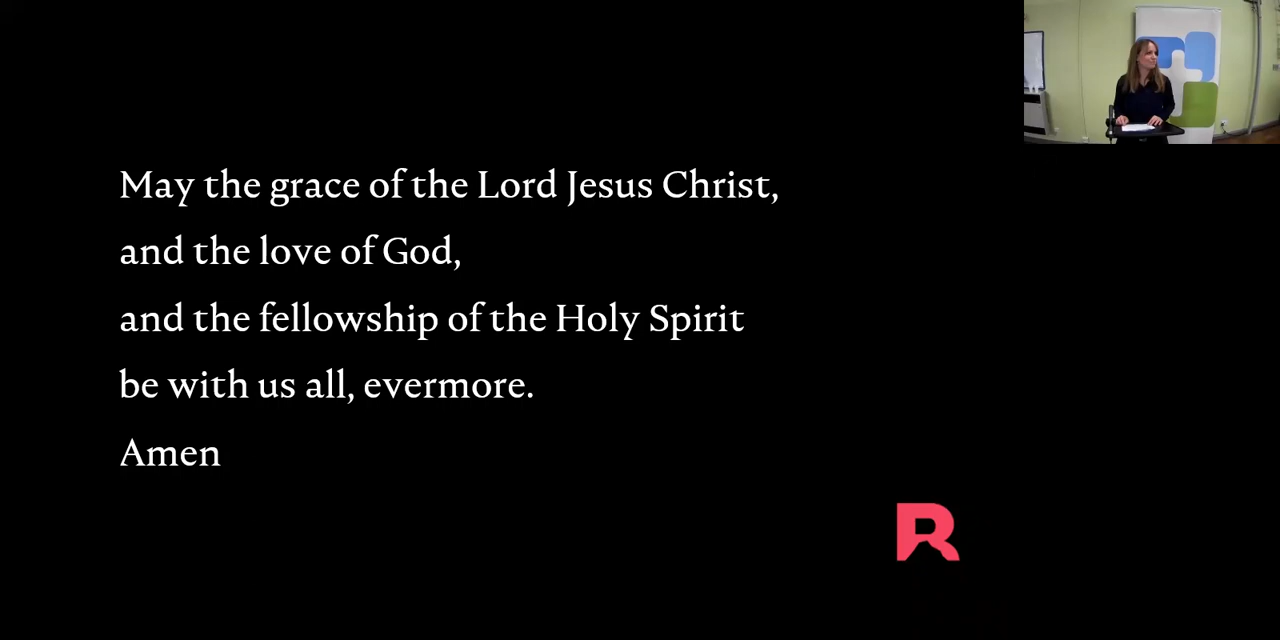 May the grace of the Lord Jesus Christ,
and the love of God,
and the fellowship of the Holy Spirit
be with us all, evermore.
Amen
R